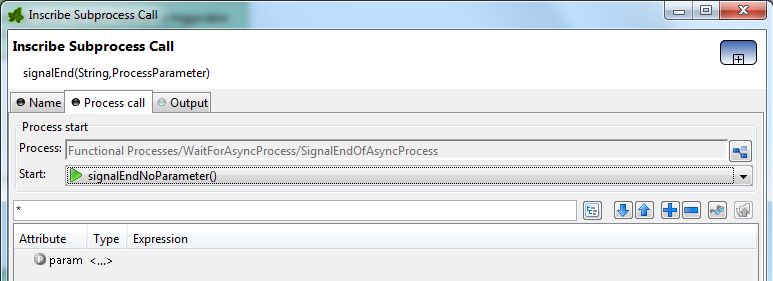 Inscribe Subprocess Call
Inscribe Subprocess Call
signalEnd(String,ProcessParameter)
Name Process call Output
Process start
Process: Functional Processes/WaitForAsyncProcess/SignalEndOfAsyncProcess
Start: signalEndNoParameter()
*
Attribute Type Expression
P param <...>